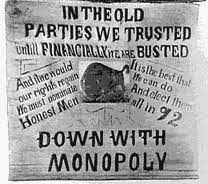 IN THE OLD
PARTIES WE TRUSTED
Untill FINANCIALLY WE ARE BUSTED
And if we would
our rights regain
We must nominate
Honest Men
It is the best that
We can do
And elect them
all in 92
DOWN WITH
MONOPOLY